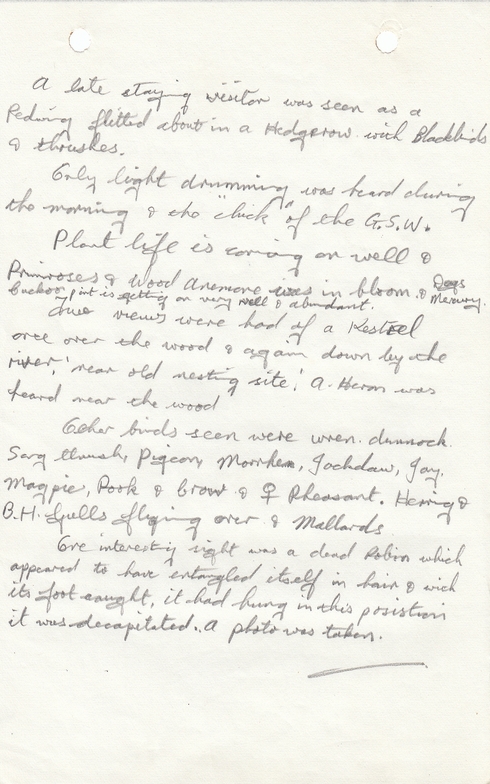 A late staying visitor was seen as a
Redwing flitted about in a Hedgerow with Blackbirds
& thrushes.
Only light drumming was heard during
the morning & the "chick" of the G.S.W.
Plant life is coming on well &
Primroses & Wood Anemone was in bloom. & Dogs Mercury.
Cuckoo pint is getting on very well & abundant.
Two views were had of a Kestrel
once over the wood & again down by the
river, 'near old nesting site'. A Heron was
heard near the wood
Other birds seen were wren. dunnock.
Song thrush, Pigeon, Moorhen, Jackdaw, Jay.
Magpie, Rook & Crow & ♀ Pheasant. Herring &
B.H. Gulls flying over & Mallards
One interesting sight was a dead Robin which
appeared to have entangled itself in hair & with
its foot caught, it had hung in this posistion
it was decapitated. A photo was taken.